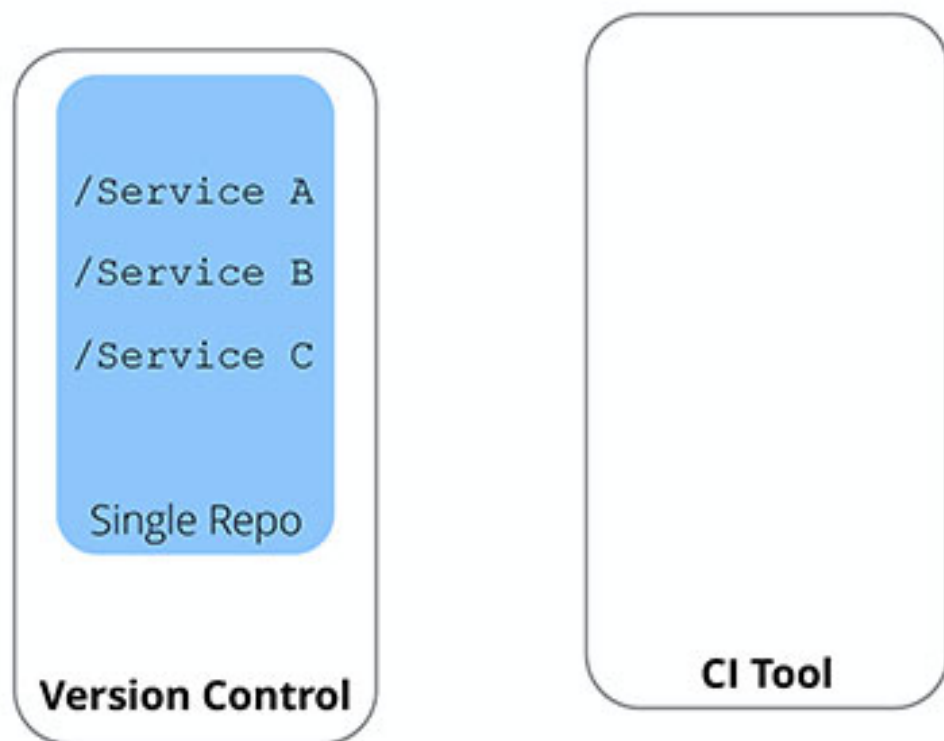 /Service A
/Service B
/Service C
Single Repo
Version Control
CI Tool